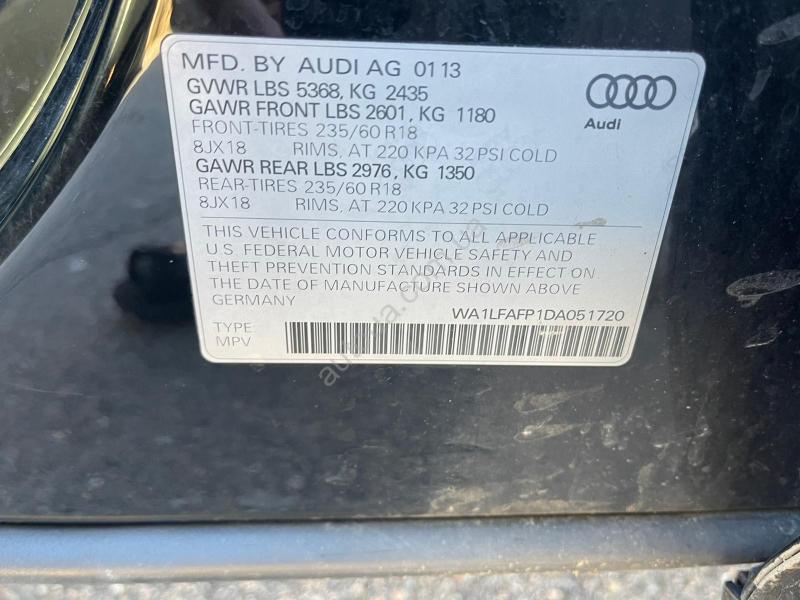 MFD. BY AUDI AG 01 13
GVWR LBS 5368, KG 2435
GAWR FRONT LBS 2601, KG 1180
FRONT-TIRES 235/60 R18
8JX18 RIMS, AT 220 KPA 32 PSI COLD
GAWR REAR LBS 2976, KG 1350
REAR-TIRES 235/60 R18
8JX18 RIMS, AT 220 KPA 32 PSI COLD
Audi
THIS VEHICLE CONFORMS TO ALL APPLICABLE
U.S. FEDERAL MOTOR VEHICLE SAFETY AND
THEFT PREVENTION STANDARDS IN EFFECT ON
THE DATE OF MANUFACTURE SHOWN ABOVE
GERMANY
WA1LFAFP1DA051720
TYPE
MPV